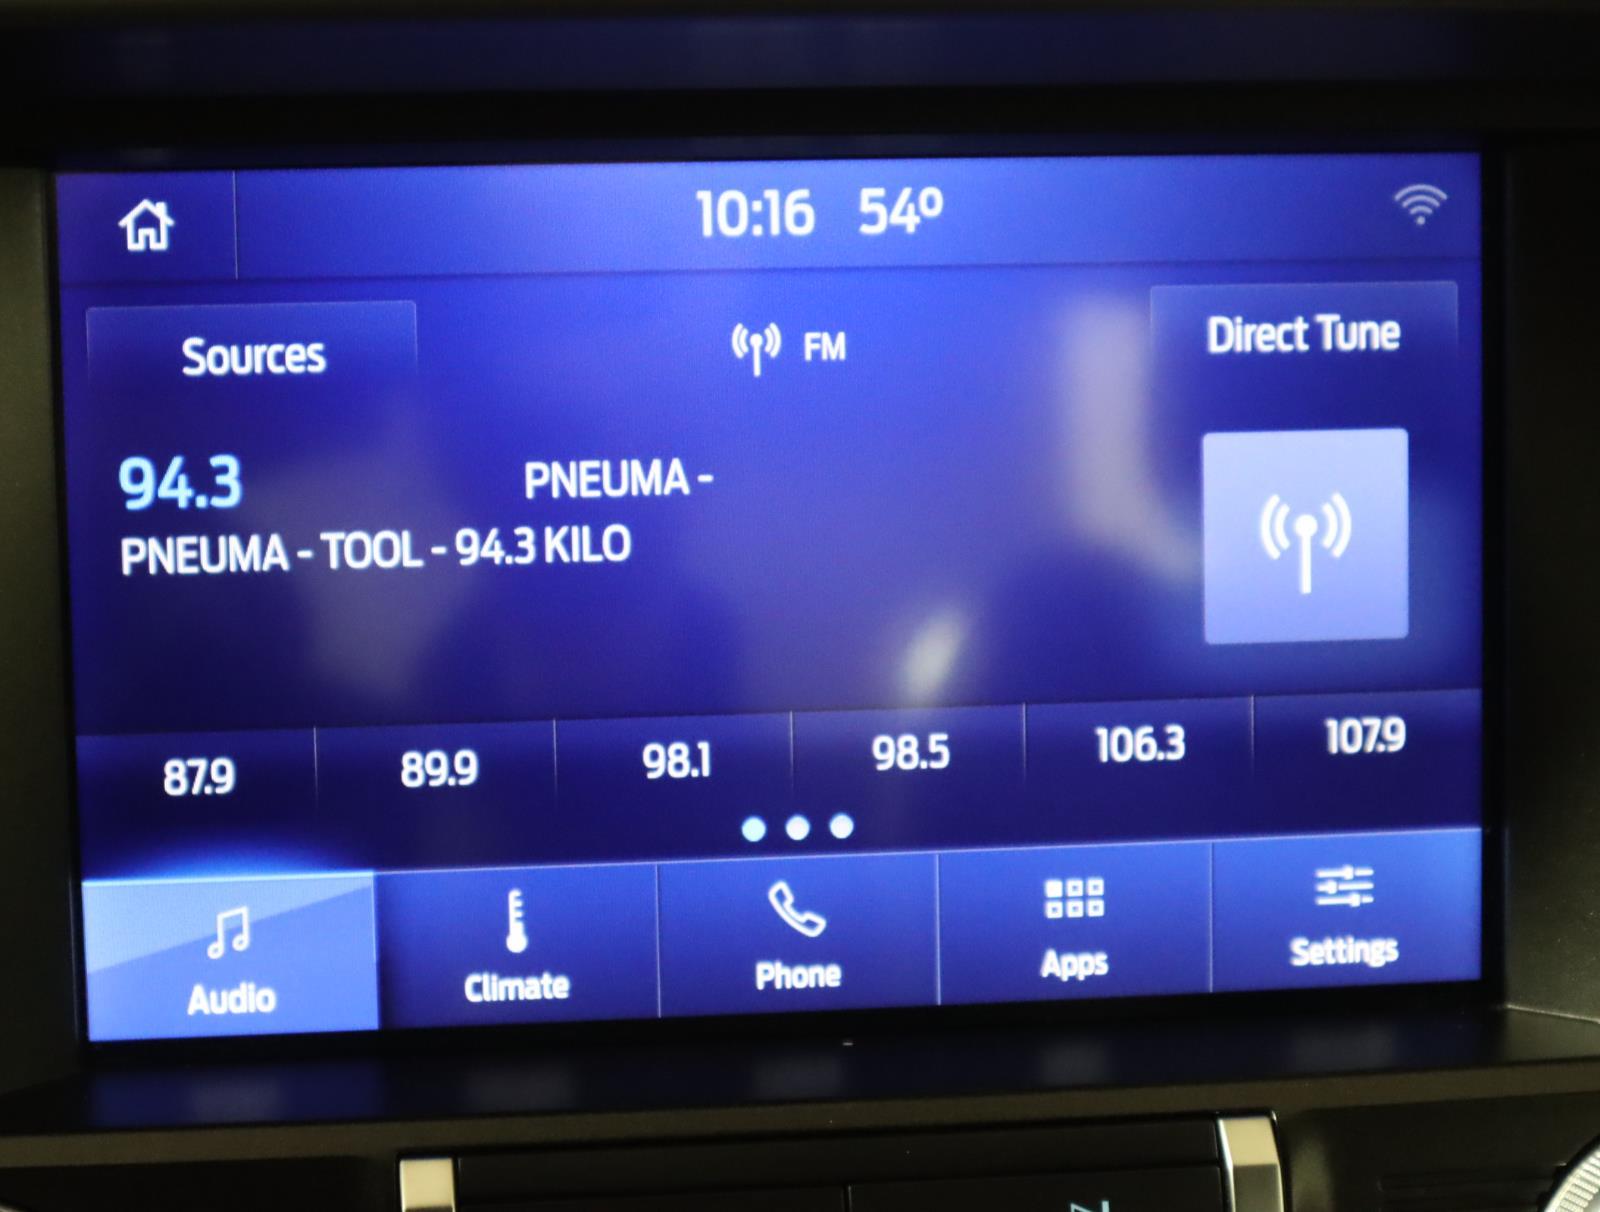 10:16 54º
Sources
FM
Direct Tune
94.3
PNEUMA -
PNEUMA - TOOL - 94.3 KILO
87.9 89.9 98.1 98.5 106.3 107.9
Audio Climate Phone Apps Settings